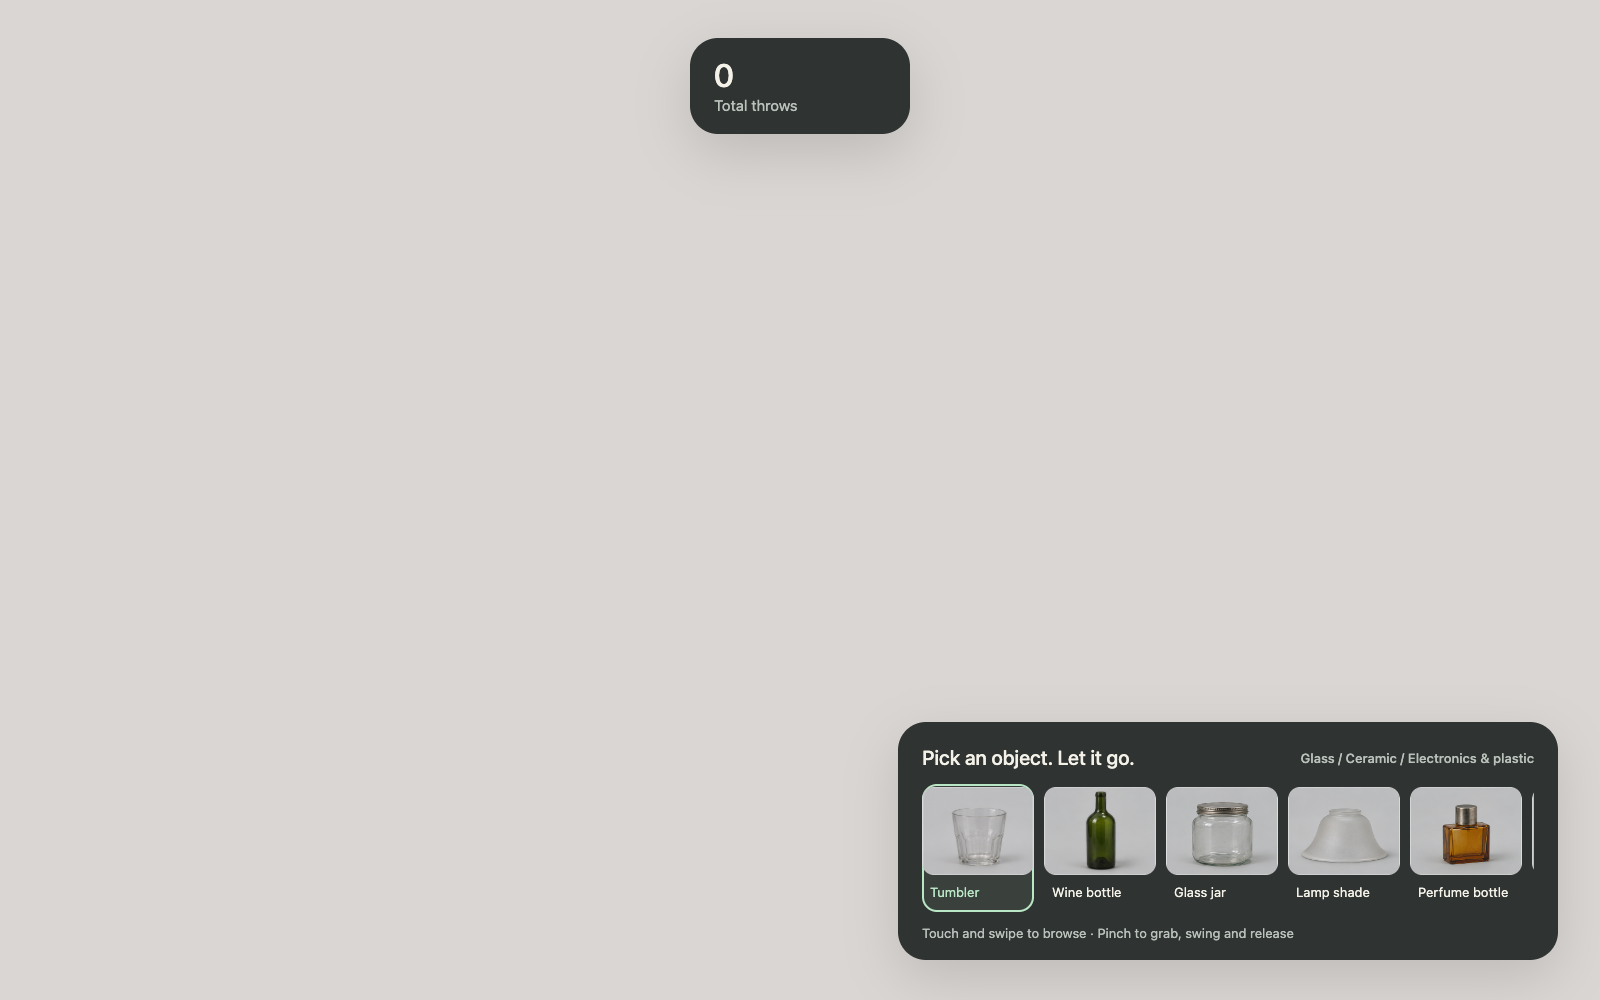 0
Total throws
Pick an object. Let it go.
Glass / Ceramic / Electronics & plastic
Tumbler
Wine bottle
Glass jar
Lamp shade
Perfume bottle
Touch and swipe to browse · Pinch to grab, swing and release